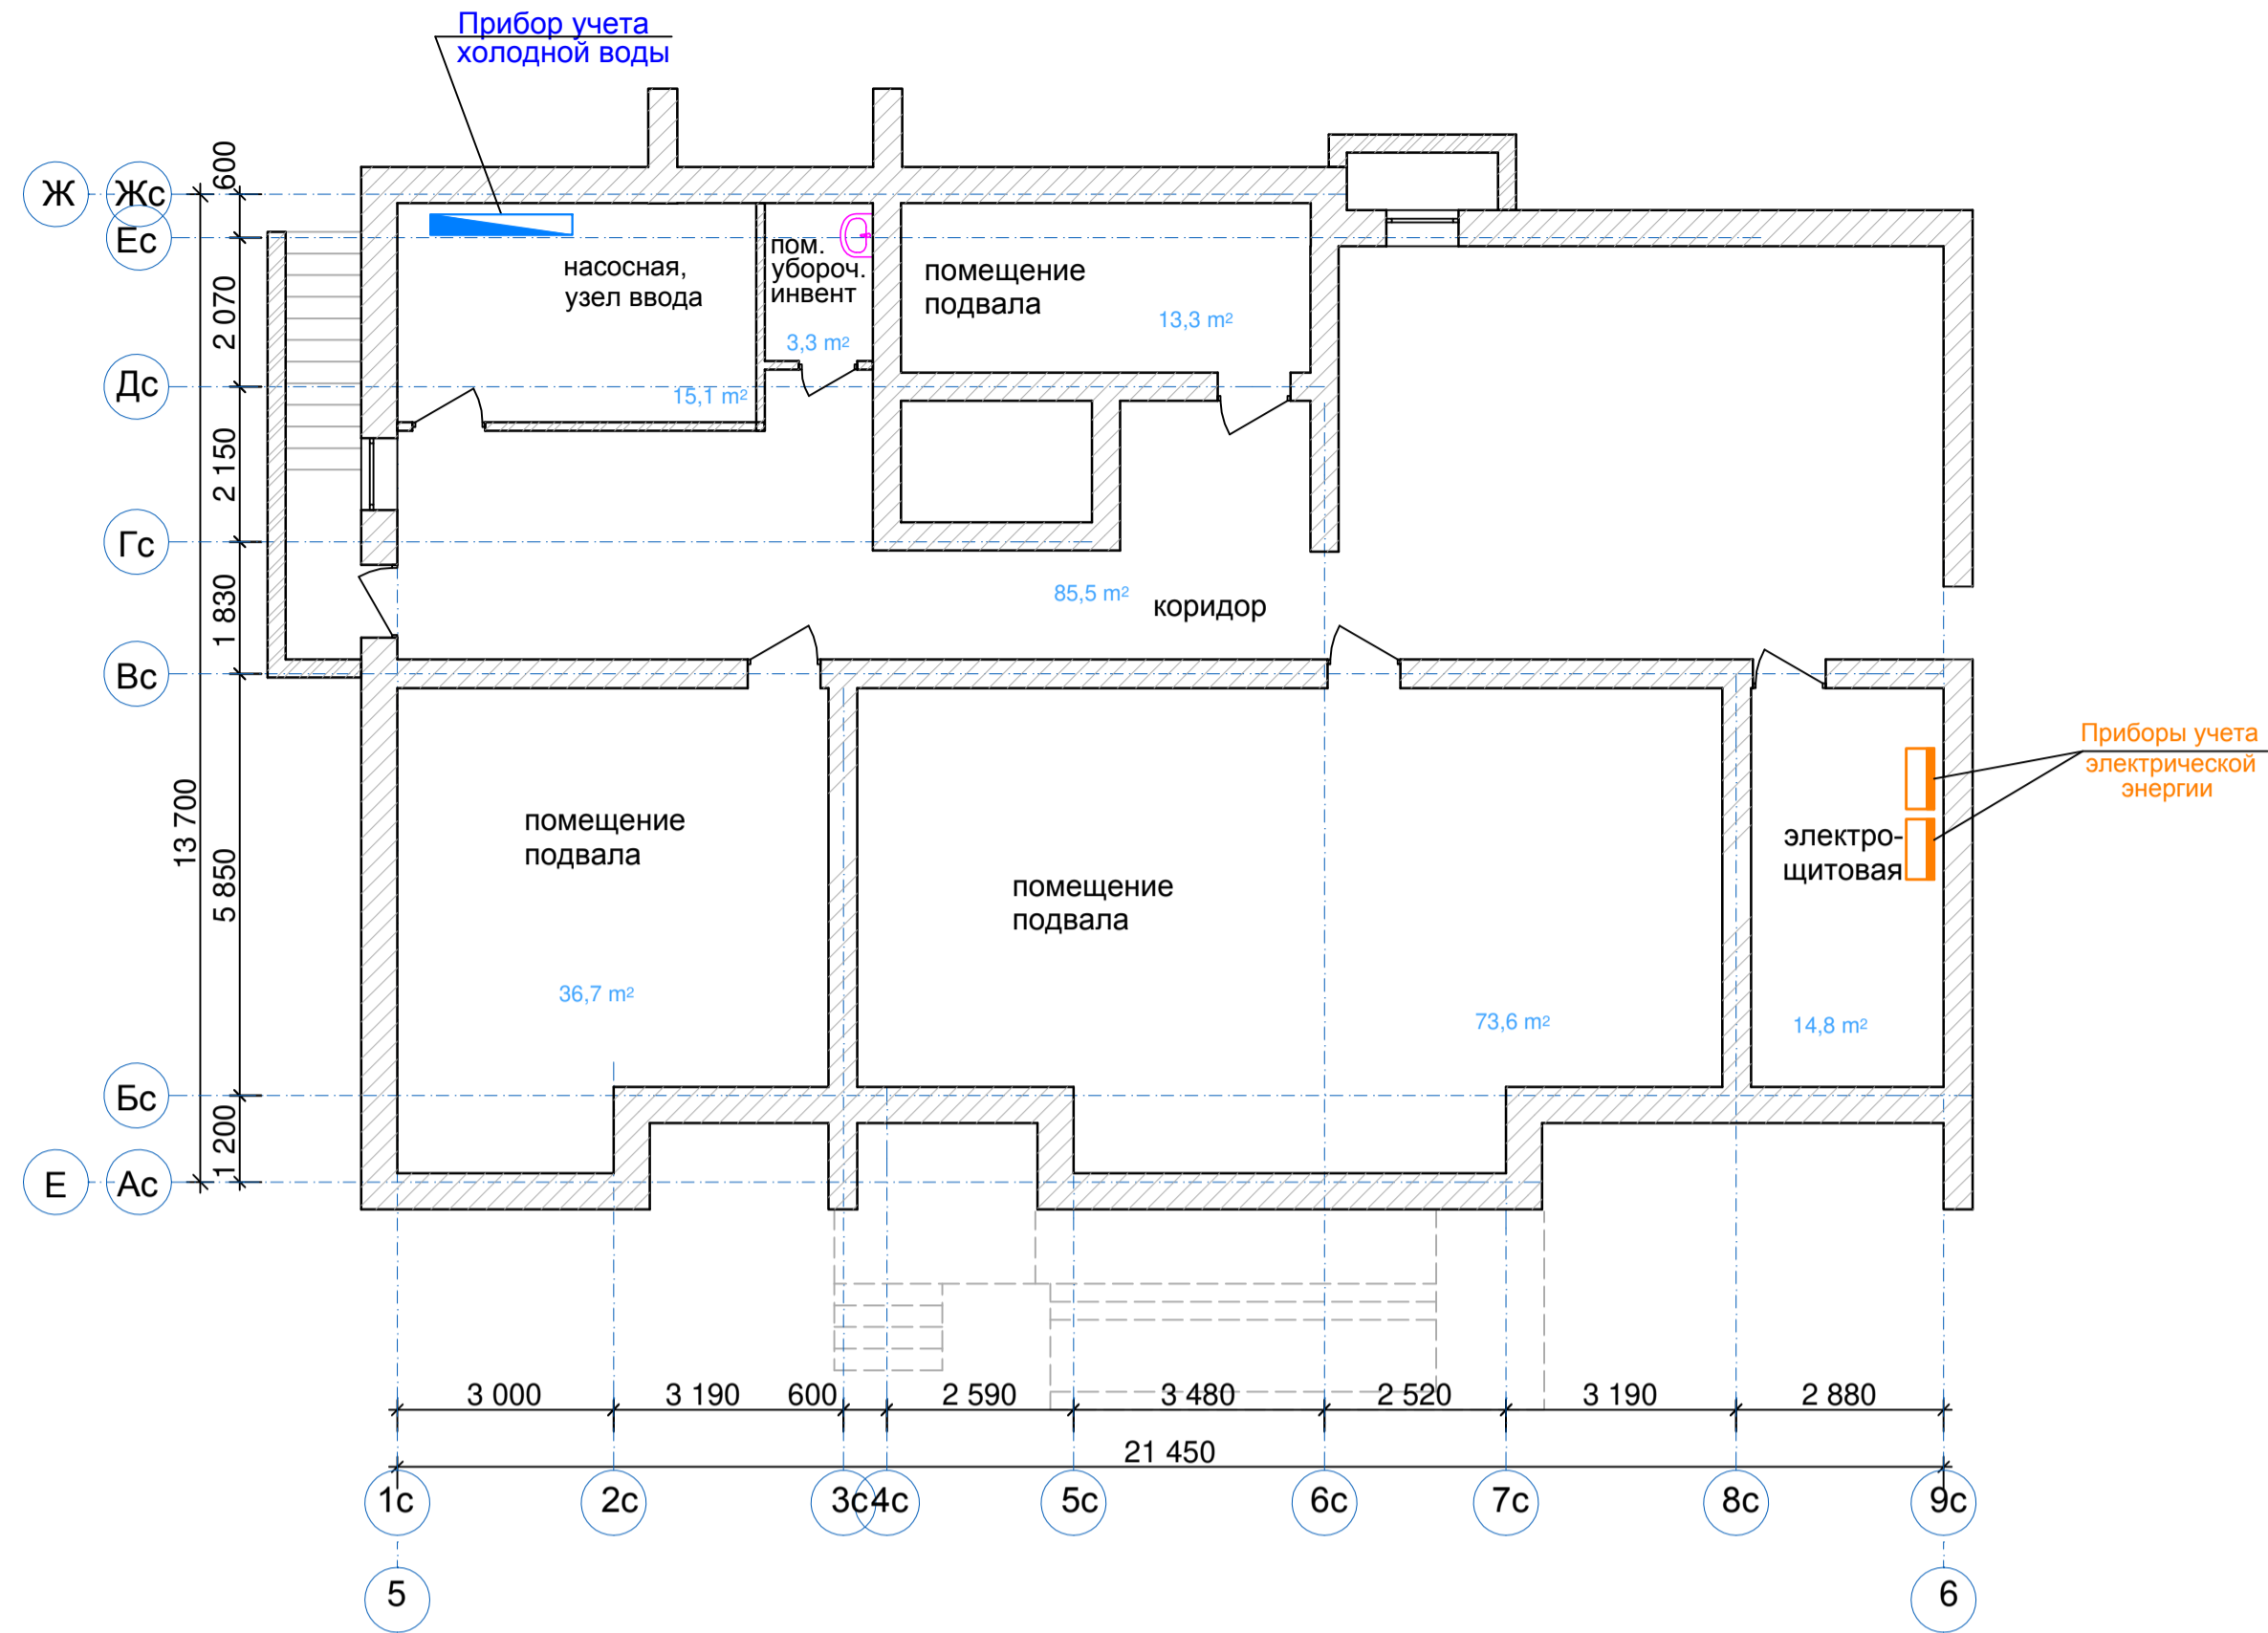 Прибор учета
холодной воды
600
Ж
Жс
Ес
насосная,
узел ввода
пом.
убороч.
инвент
помещение
подвала
13,3 m²
3,3 m²
2 070
Дс
15,1 m²
2 150
Гс
85,5 m²
коридор
1 830
Вс
Приборы учета
электрической
энергии
13 700
5 850
помещение
подвала
электро-
щитовая
помещение
подвала
36,7 m²
73,6 m²
14,8 m²
Бс
1 200
Е
Ас
3 000
3 190
600
2 590
3 480
2 520
3 190
2 880
21 450
1с
2с
3с
4с
5с
6с
7с
8с
9с
5
6